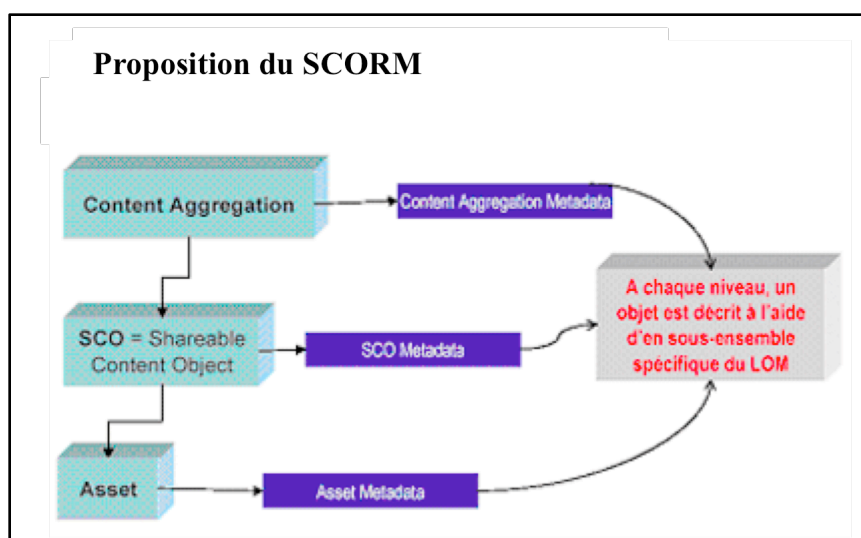 Proposition du SCORM
Content Aggregation
Content Aggregation Metadata
A chaque niveau, un
objet est décrit à l'aide
d'en sous-ensemble
spécifique du LOM
SCO = Shareable
Content Object
SCO Metadata
Asset
Asset Metadata